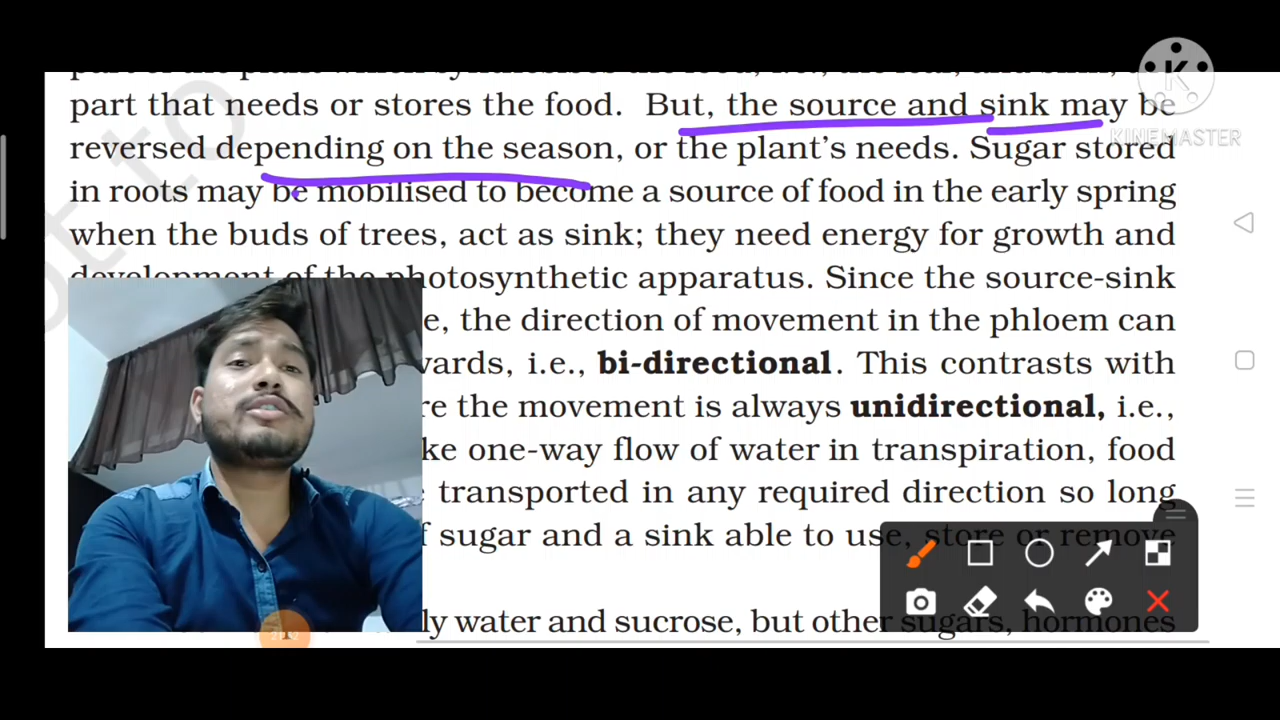 part that needs or stores the food. But, the source and sink may be
KINEMASTER
reversed depending on the season, or the plant's needs. Sugar stored
in roots may be mobilised to become a source of food in the early spring
when the buds of trees, act as sink; they need energy for growth and
development of the photosynthetic apparatus. Since the source-sink
e, the direction of movement in the phloem can
vards, i.e., bi-directional. This contrasts with
re the movement is always unidirectional, i.e.,
ke one-way flow of water in transpiration, food
transported in any required direction so long
f sugar and a sink able to use, store or remove
ly water and sucrose, but other sugars, hormones